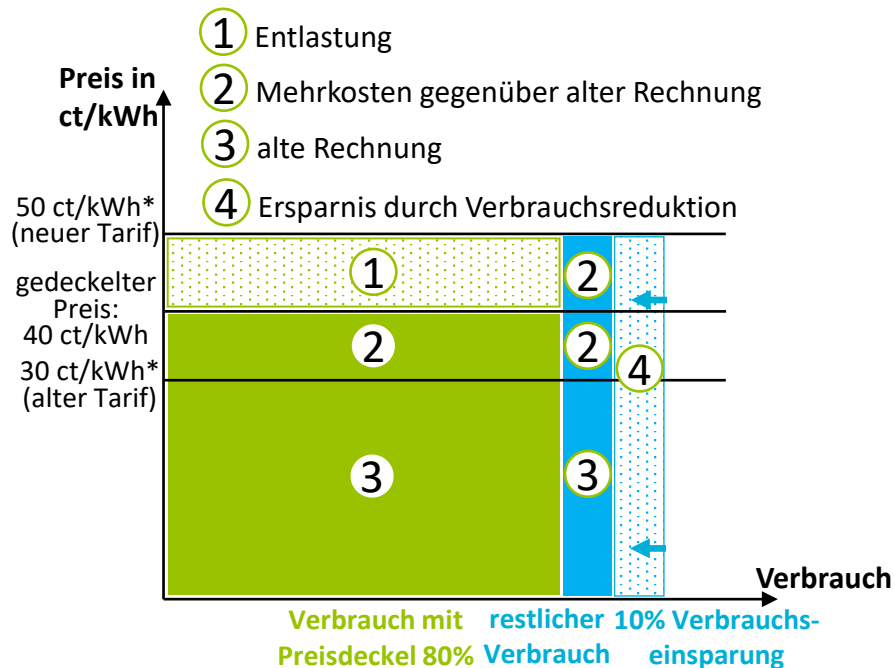 1 Entlastung
2 Mehrkosten gegenüber alter Rechnung
3 alte Rechnung
4 Ersparnis durch Verbrauchsreduktion
Preis in
ct/kWh
50 ct/kWh*
(neuer Tarif)
gedeckelter
Preis:
40 ct/kWh
30 ct/kWh*
(alter Tarif)
1
2
2
2
4
3
3
Verbrauch
Verbrauch mit
Preisdeckel 80%
restlicher
Verbrauch
10% Verbrauchs-
einsparung